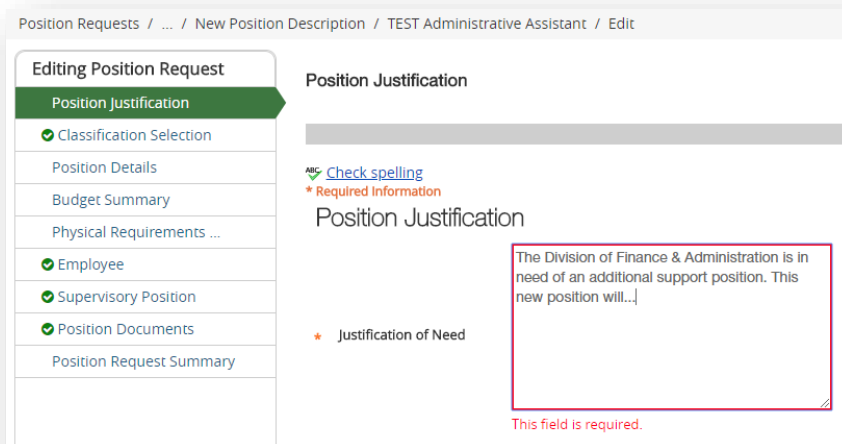 Position Requests / ... / New Position Description / TEST Administrative Assistant / Edit
Editing Position Request
Position Justification
Classification Selection
Position Details
Budget Summary
Physical Requirements ...
Employee
Supervisory Position
Position Documents
Position Request Summary
Position Justification
ABC Check spelling
* Required Information
Position Justification
* Justification of Need
The Division of Finance & Administration is in
need of an additional support position. This
new position will...
This field is required.